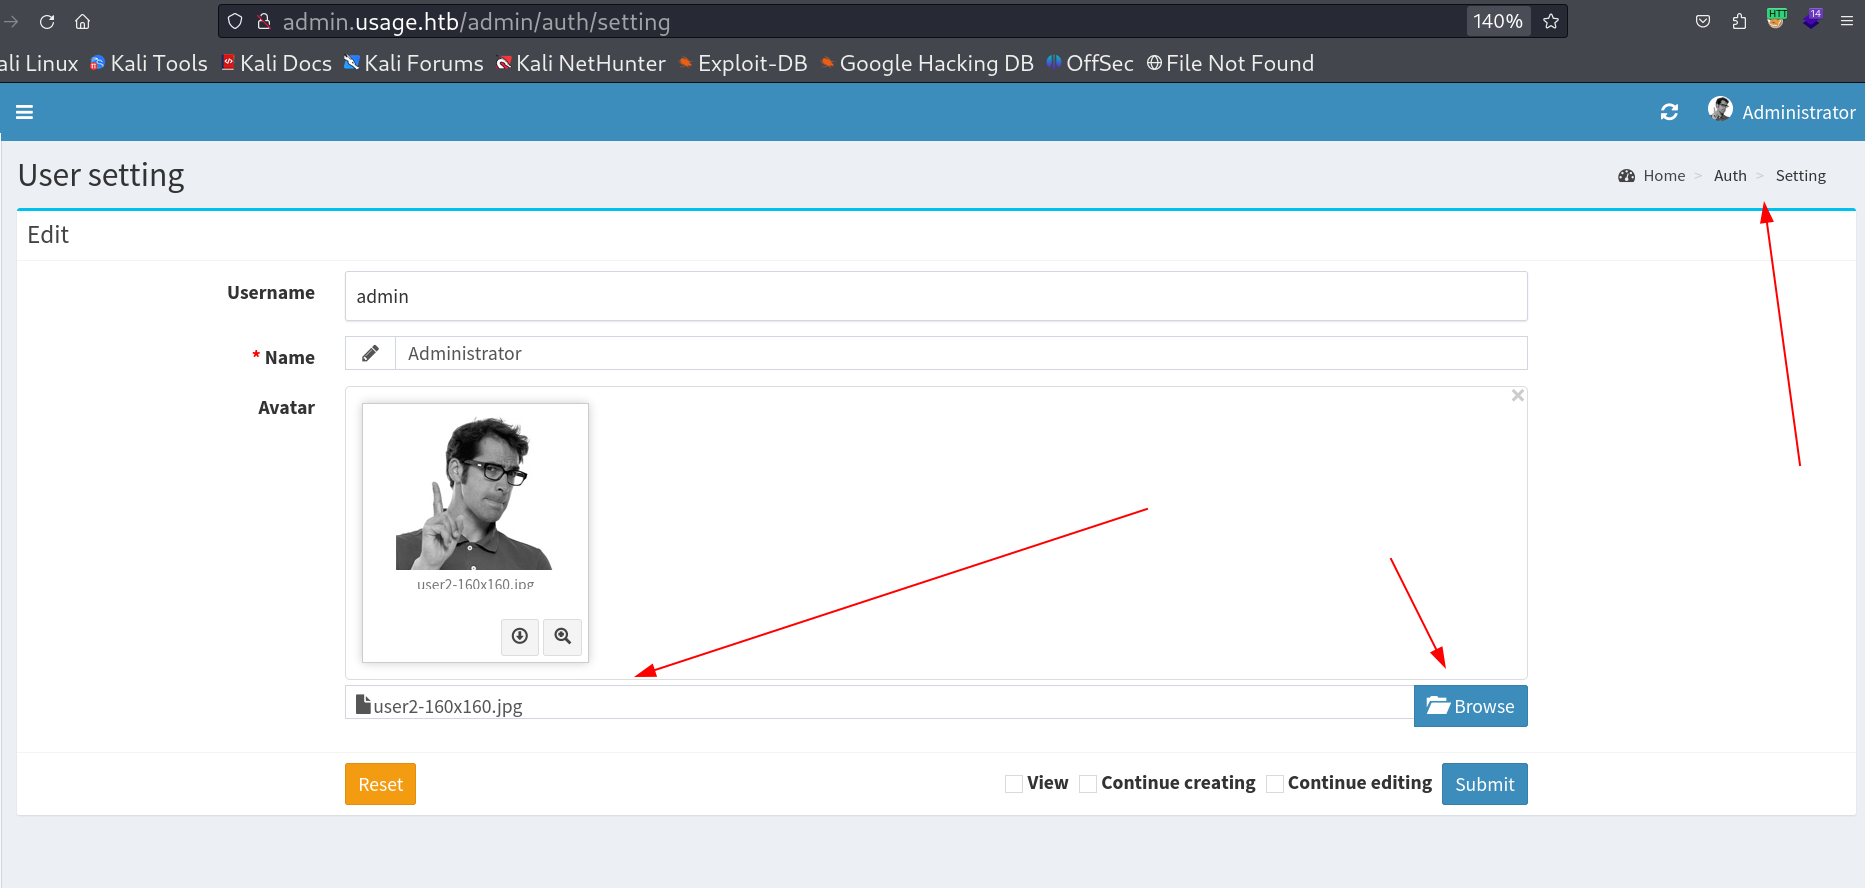 admin.usage.htb/admin/auth/setting 140% HTT 14
ali Linux Kali Tools Kali Docs Kali Forums Kali NetHunter Exploit-DB Google Hacking DB OffSec File Not Found
Administrator
User setting
Home > Auth > Setting
Edit
Username
admin
* Name
Administrator
Avatar
×
user2-160x160.jpg
user2-160x160.jpg
Browse
Reset
View Continue creating Continue editing Submit